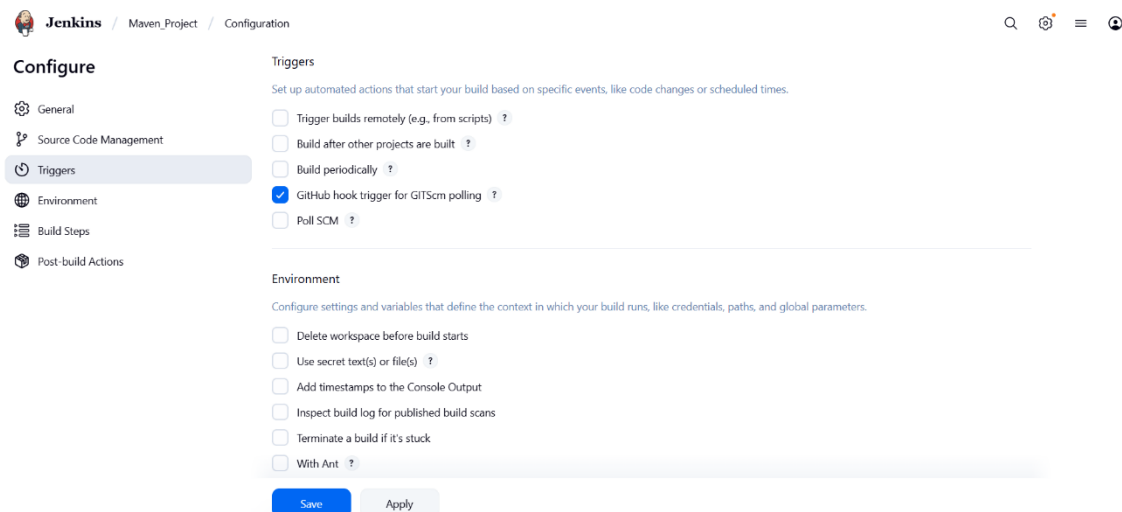 Jenkins / Maven_Project / Configuration
Configure
General
Source Code Management
Triggers
Environment
Build Steps
Post-build Actions
Triggers
Set up automated actions that start your build based on specific events, like code changes or scheduled times.
Trigger builds remotely (e.g., from scripts) ?
Build after other projects are built ?
Build periodically ?
GitHub hook trigger for GITScm polling ?
Poll SCM ?
Environment
Configure settings and variables that define the context in which your build runs, like credentials, paths, and global parameters.
Delete workspace before build starts
Use secret text(s) or file(s) ?
Add timestamps to the Console Output
Inspect build log for published build scans
Terminate a build if it's stuck
With Ant ?
Save
Apply